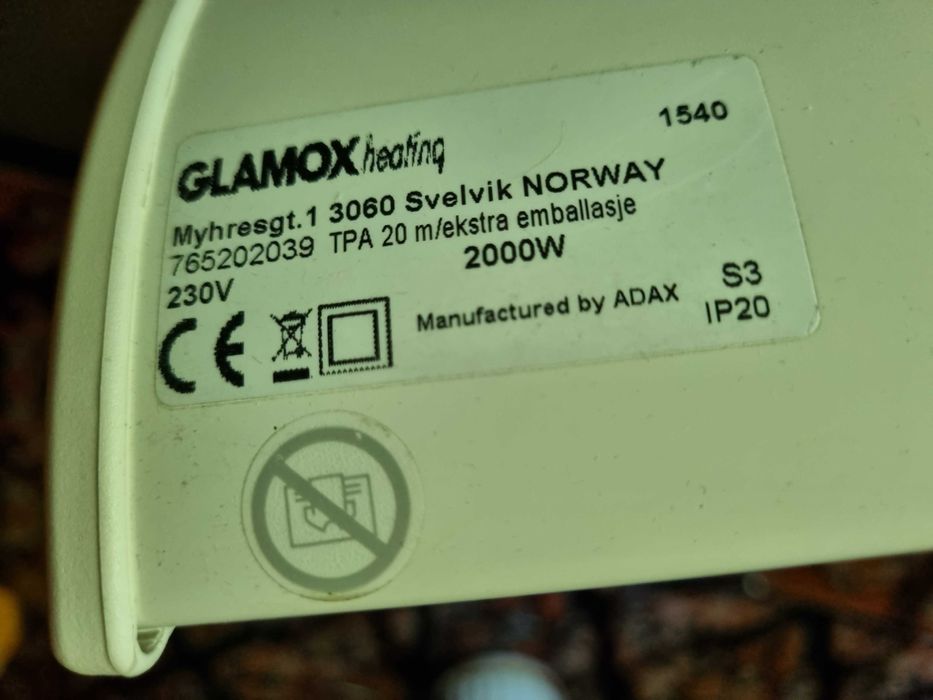 1540
GLAMOX heating
Myhresgt.1 3060 Svelvik NORWAY
765202039 TPA 20 m/ekstra emballasje
230V 2000W
S3
CE Manufactured by ADAX IP20